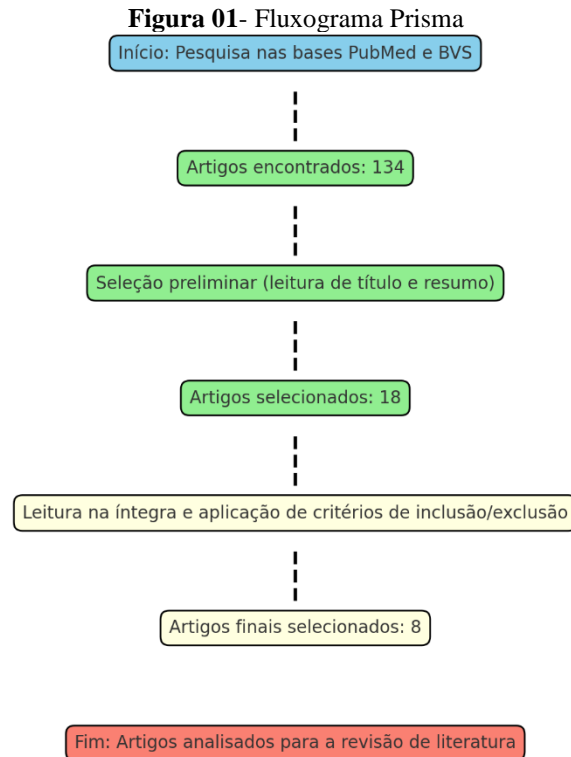 Figura 01- Fluxograma Prisma
Início: Pesquisa nas bases PubMed e BVS
Artigos encontrados: 134
Seleção preliminar (leitura de título e resumo)
Artigos selecionados: 18
Leitura na íntegra e aplicação de critérios de inclusão/exclusão
Artigos finais selecionados: 8
Fim: Artigos analisados para a revisão de literatura